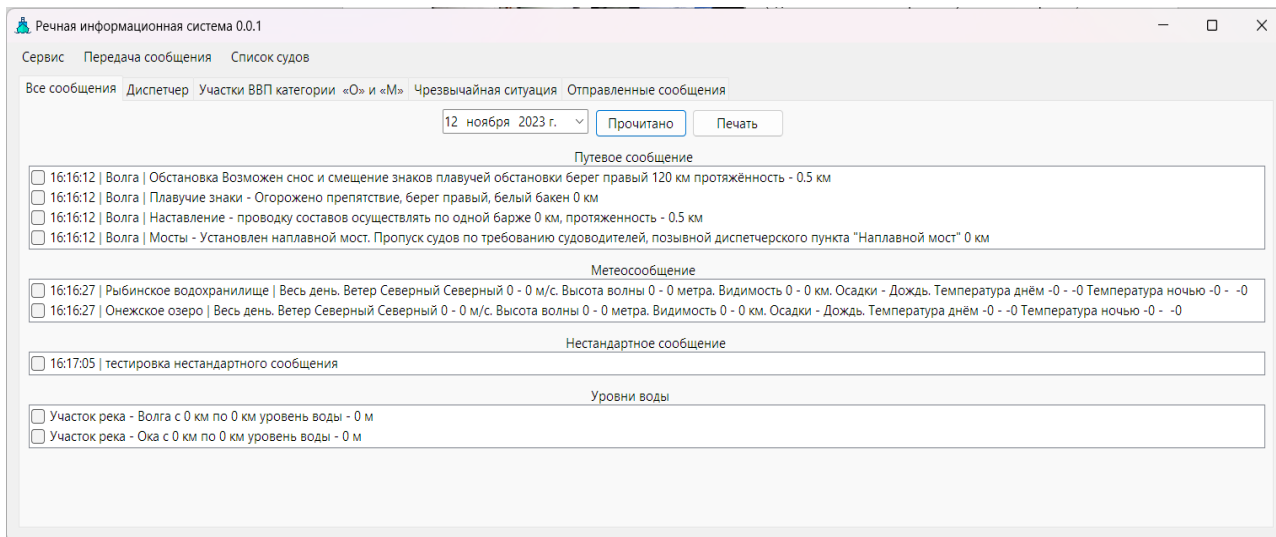 Речная информационная система 0.0.1
Сервис Передача сообщения Список судов
Все сообщения Диспетчер Участки ВВП категории «О» и «М» Чрезвычайная ситуация Отправленные сообщения
12 ноября 2023 г. Прочитано Печать
Путевое сообщение
16:16:12 | Волга | Обстановка Возможен снос и смещение знаков плавучей обстановки берег правый 120 км протяжённость - 0.5 км
16:16:12 | Волга | Плавучие знаки - Огорожено препятствие, берег правый, белый бакен 0 км
16:16:12 | Волга | Наставление - проводку составов осуществлять по одной барже 0 км, протяженность - 0.5 км
16:16:12 | Волга | Мосты - Установлен наплавной мост. Пропуск судов по требованию судоводителей, позывной диспетчерского пункта "Наплавной мост" 0 км
Метеосообщение
16:16:27 | Рыбинское водохранилище | Весь день. Ветер Северный Северный 0 - 0 м/с. Высота волны 0 - 0 метра. Видимость 0 - 0 км. Осадки - Дождь. Температура днём -0 - -0 Температура ночью -0 - -0
16:16:27 | Онежское озеро | Весь день. Ветер Северный Северный 0 - 0 м/с. Высота волны 0 - 0 метра. Видимость 0 - 0 км. Осадки - Дождь. Температура днём -0 - -0 Температура ночью -0 - -0
Нестандартное сообщение
16:17:05 | тестировка нестандартного сообщения
Уровни воды
Участок река - Волга с 0 км по 0 км уровень воды - 0 м
Участок река - Ока с 0 км по 0 км уровень воды - 0 м